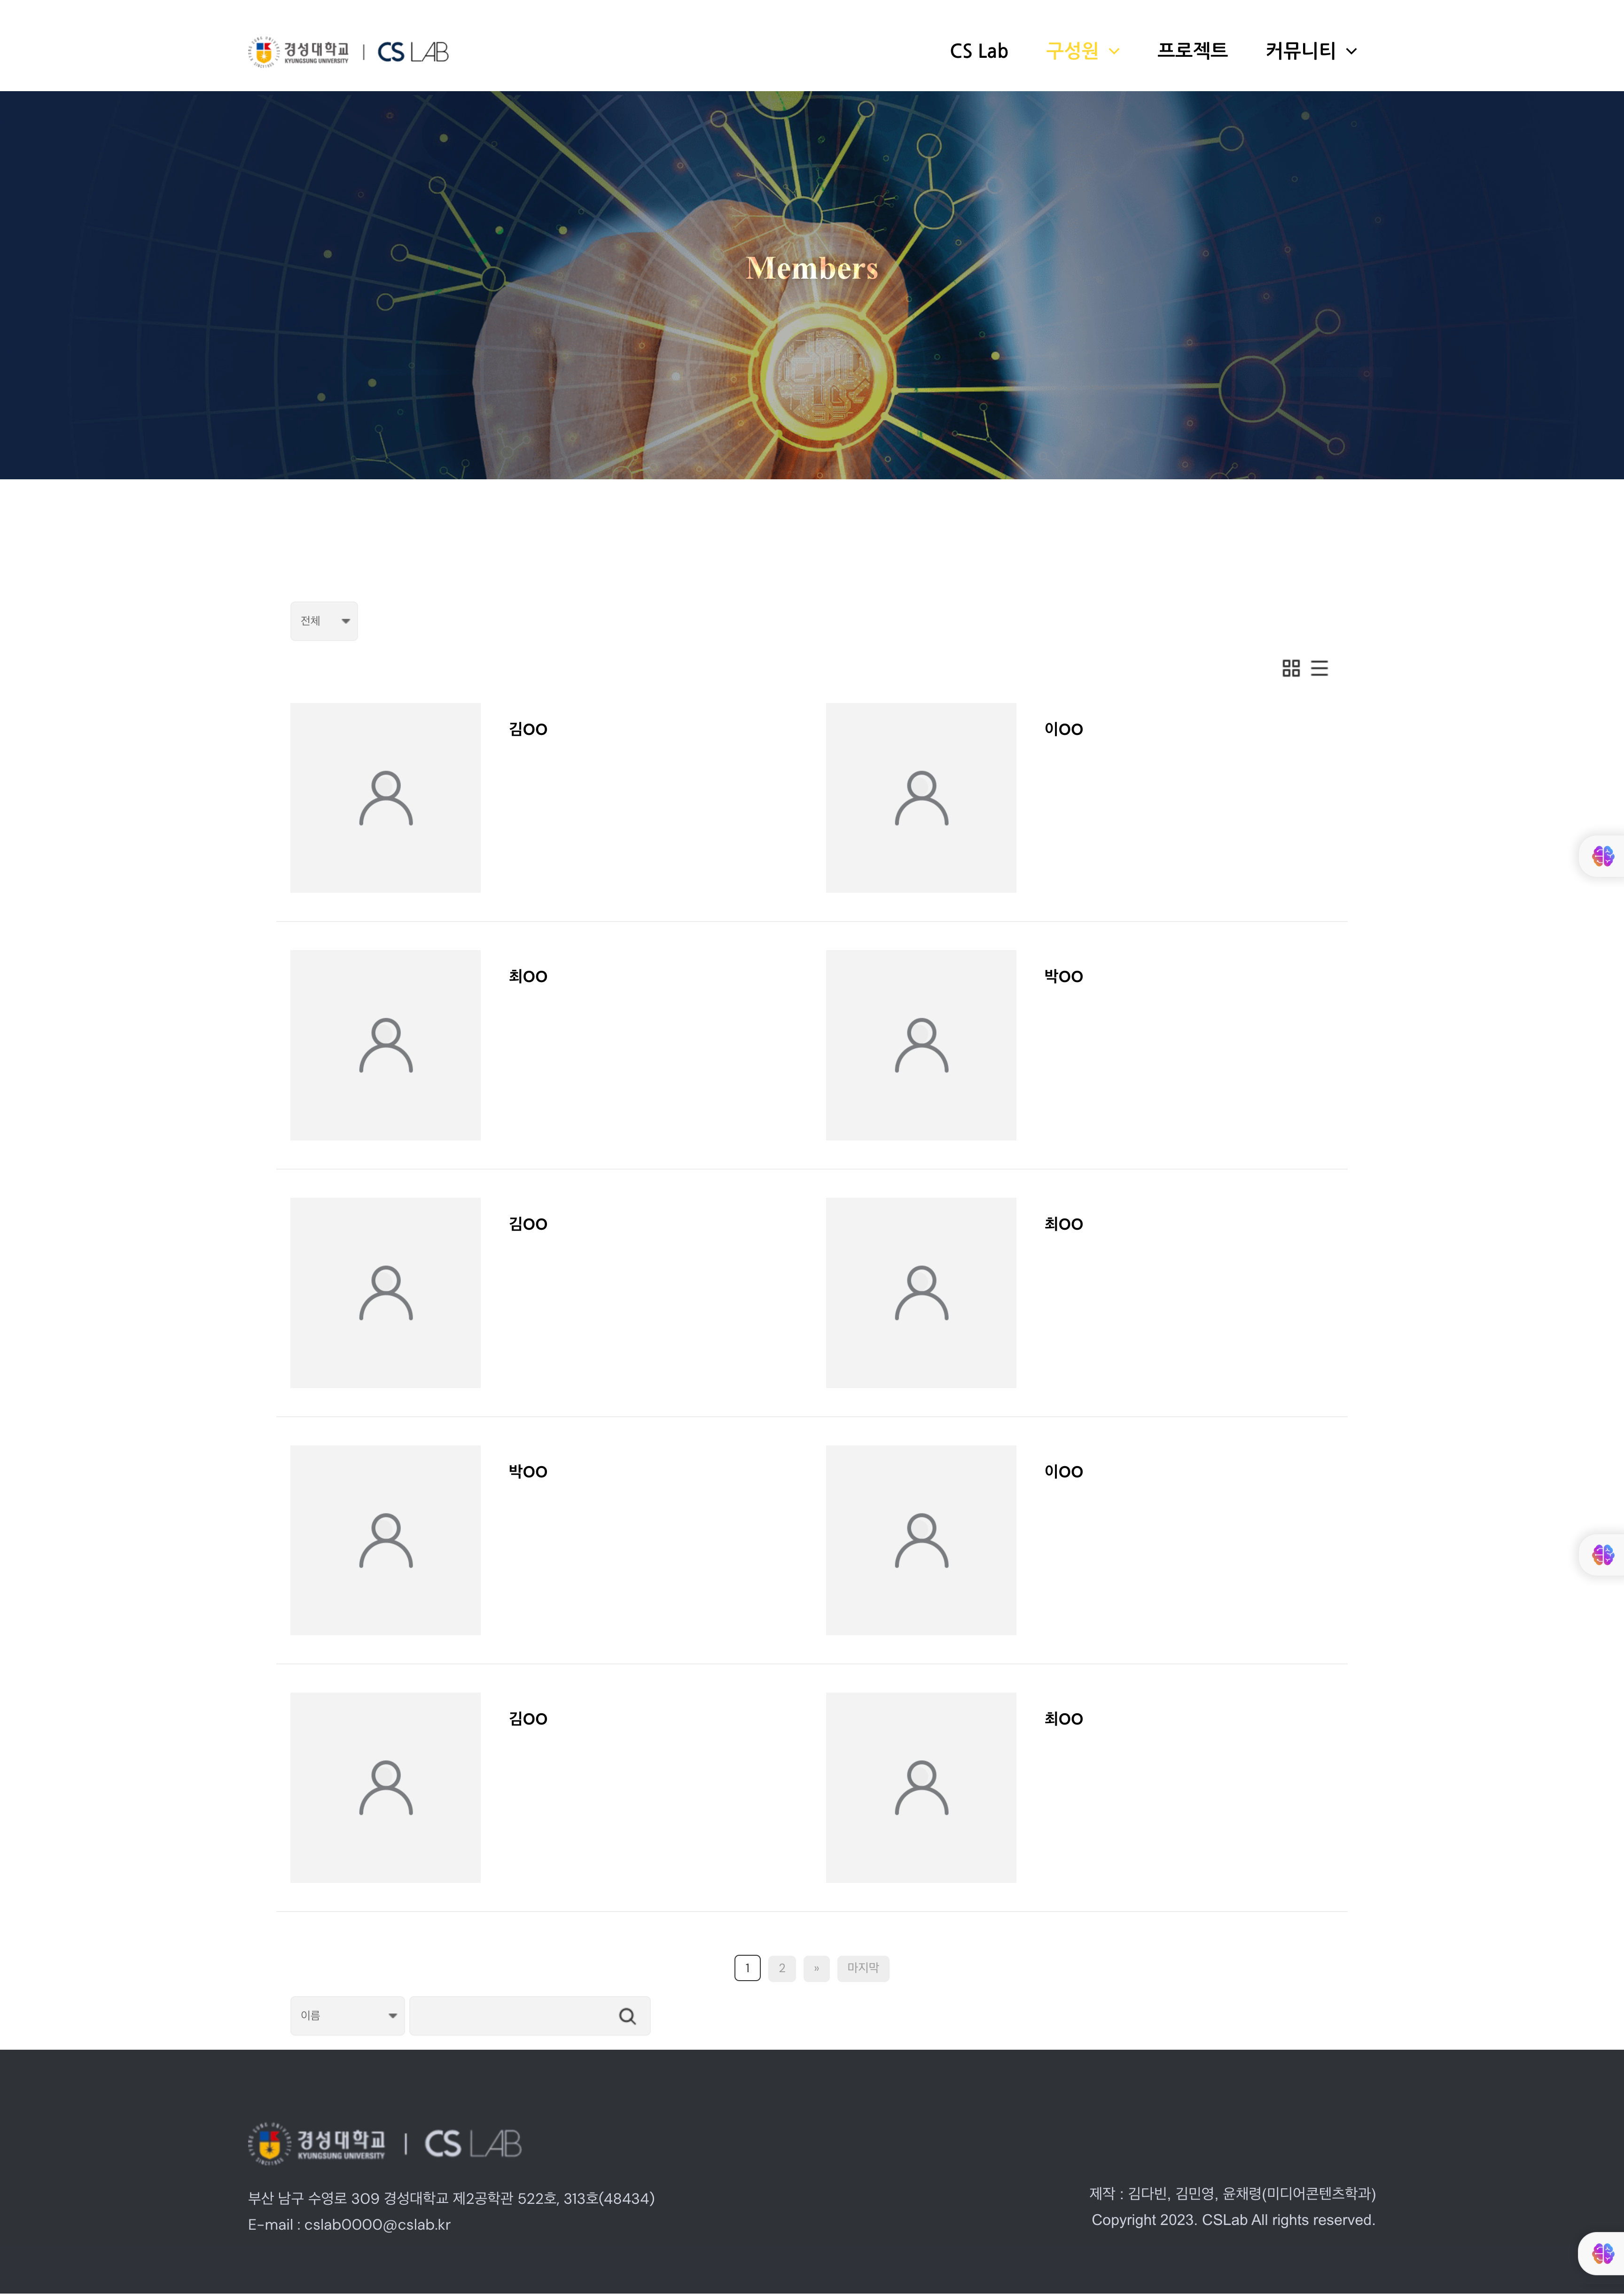 경성대학교
KYUNGSUNG UNIVERSITY
CS LAB
CS Lab
구성원
프로젝트
커뮤니티
Members
전체
김OO
이OO
최OO
박OO
김OO
최OO
박OO
이OO
김OO
최OO
1 2 » 마지막
이름
경성대학교
KYUNGSUNG UNIVERSITY
CS LAB
부산 남구 수영로 309 경성대학교 제2공학관 522호, 313호(48434)
E-mail : cslab0000@cslab.kr
제작 : 김다빈, 김민영, 윤채령(미디어콘텐츠학과)
Copyright 2023. CSLab All rights reserved.